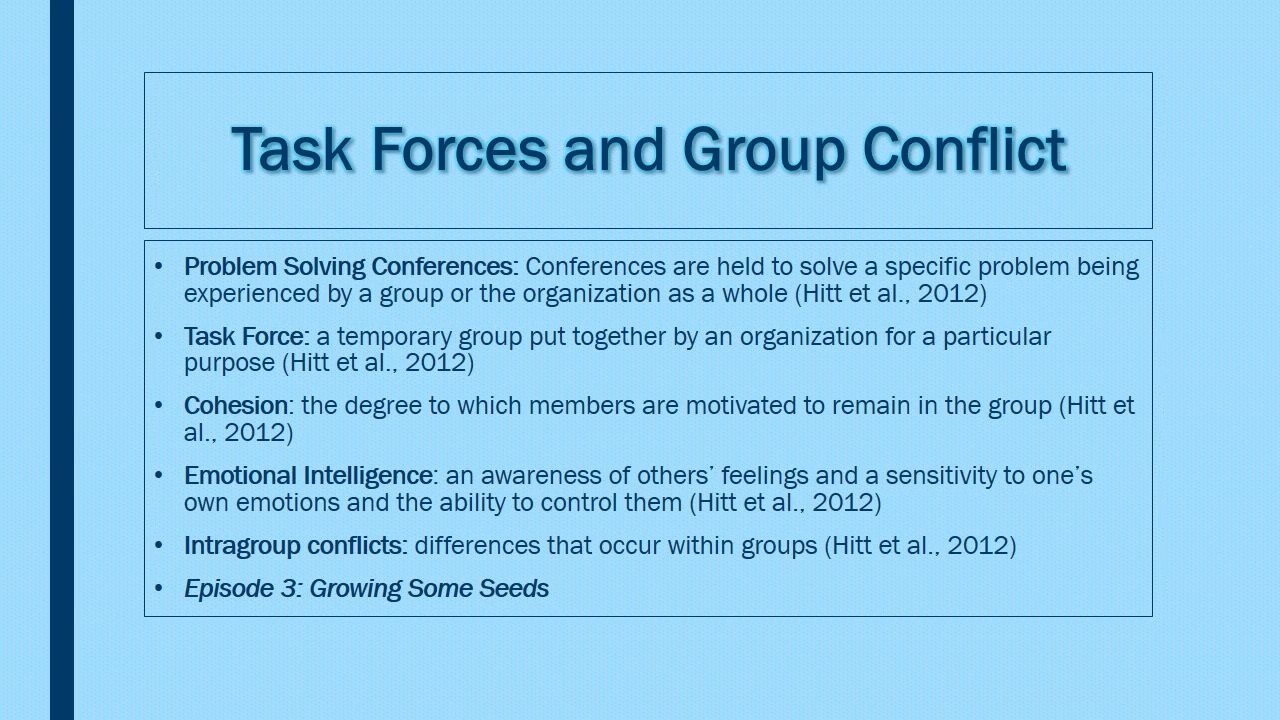 Task Forces and Group Conflict
• Problem Solving Conferences: Conferences are held to solve a specific problem being
experienced by a group or the organization as a whole (Hitt et al., 2012)
• Task Force: a temporary group put together by an organization for a particular
purpose (Hitt et al., 2012)
• Cohesion: the degree to which members are motivated to remain in the group (Hitt et
al., 2012)
• Emotional Intelligence: an awareness of others’ feelings and a sensitivity to one’s
own emotions and the ability to control them (Hitt et al., 2012)
• Intragroup conflicts: differences that occur within groups (Hitt et al., 2012)
• Episode 3: Growing Some Seeds